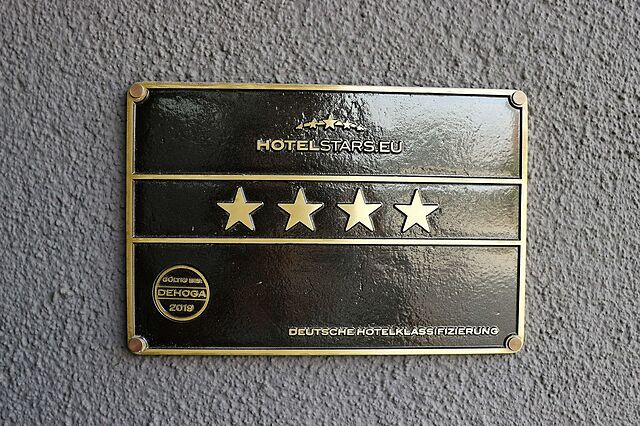 HOTELSTARS.EU
GÜLTIG BIS
DEHOGA
2019
DEUTSCHE HOTELKLASSIFIZIERUNG